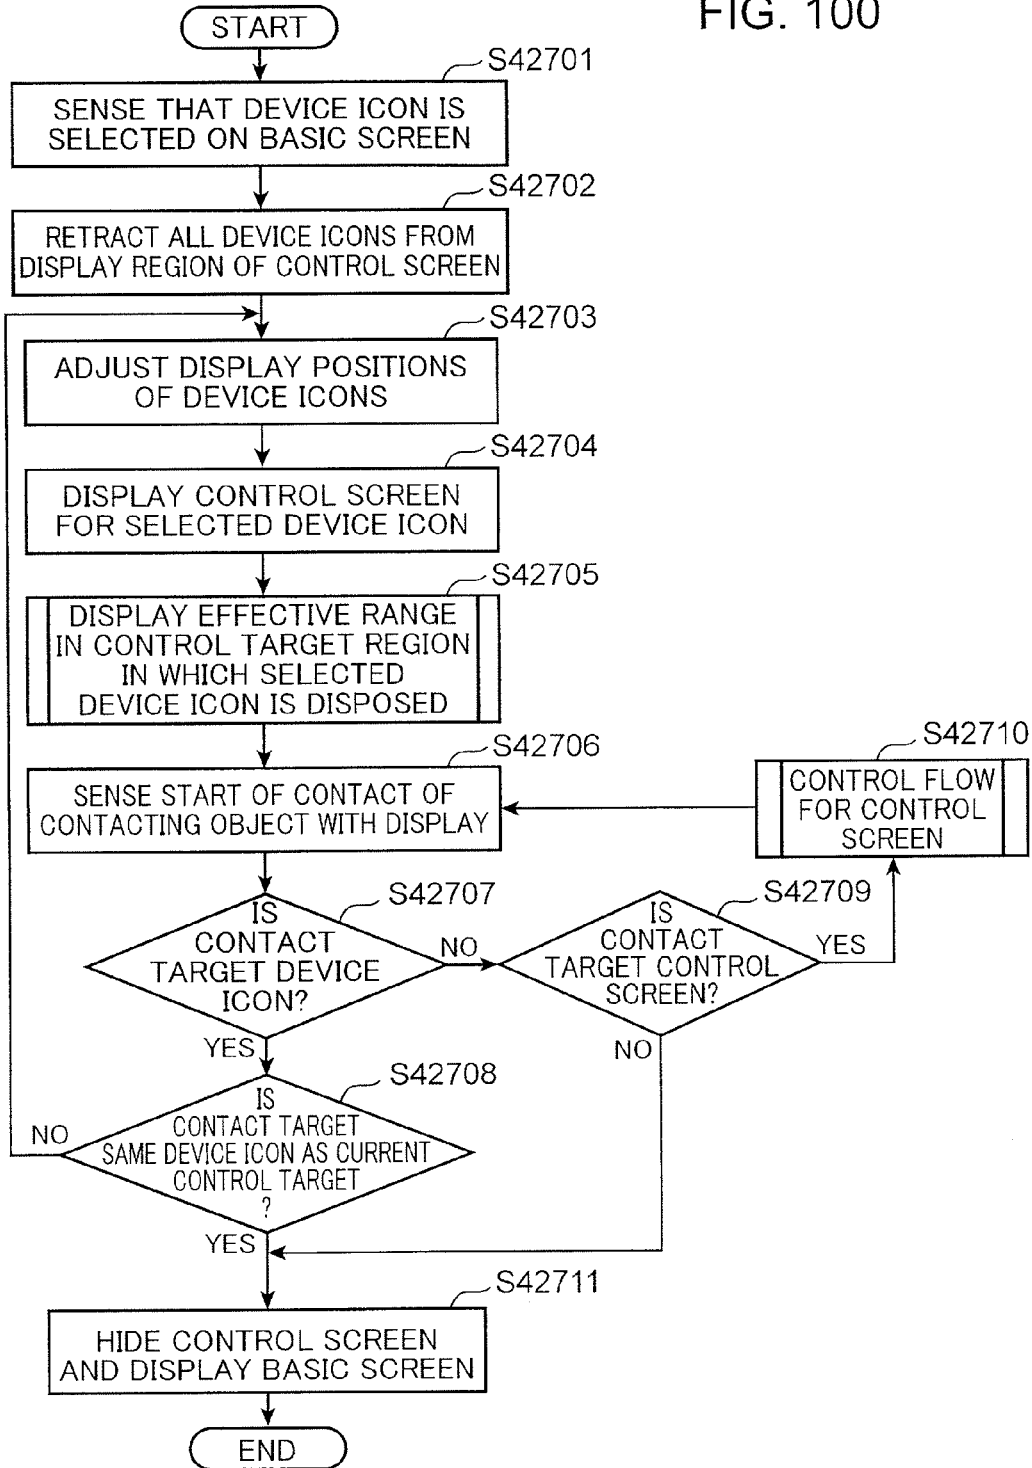 FIG. 100
START
S42701
SENSE THAT DEVICE ICON IS
SELECTED ON BASIC SCREEN
S42702
RETRACT ALL DEVICE ICONS FROM
DISPLAY REGION OF CONTROL SCREEN
S42703
ADJUST DISPLAY POSITIONS
OF DEVICE ICONS
S42704
DISPLAY CONTROL SCREEN
FOR SELECTED DEVICE ICON
S42705
DISPLAY EFFECTIVE RANGE
IN CONTROL TARGET REGION
IN WHICH SELECTED
DEVICE ICON IS DISPOSED
S42706
SENSE START OF CONTACT OF
CONTACTING OBJECT WITH DISPLAY
S42710
CONTROL FLOW
FOR CONTROL
SCREEN
S42707
IS
CONTACT
TARGET DEVICE
ICON?
NO
YES
S42709
IS
CONTACT
TARGET CONTROL
SCREEN?
YES
NO
S42708
IS
CONTACT TARGET
SAME DEVICE ICON AS CURRENT
CONTROL TARGET
?
NO
YES
S42711
HIDE CONTROL SCREEN
AND DISPLAY BASIC SCREEN
END